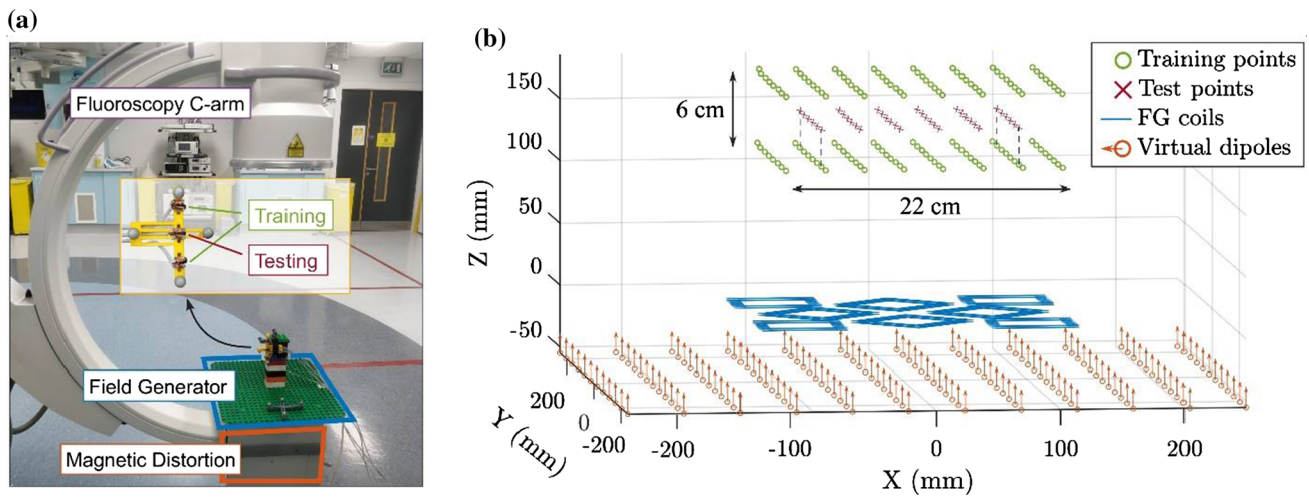 (a)
Fluoroscopy C-arm
Training
Testing
Field Generator
Magnetic Distortion
(b)
Training points
Test points
FG coils
Virtual dipoles
6 cm
22 cm
Z (mm)
150
100
50
0
-50
Y (mm)
200
0
-200
-200
-100
0
100
200
X (mm)